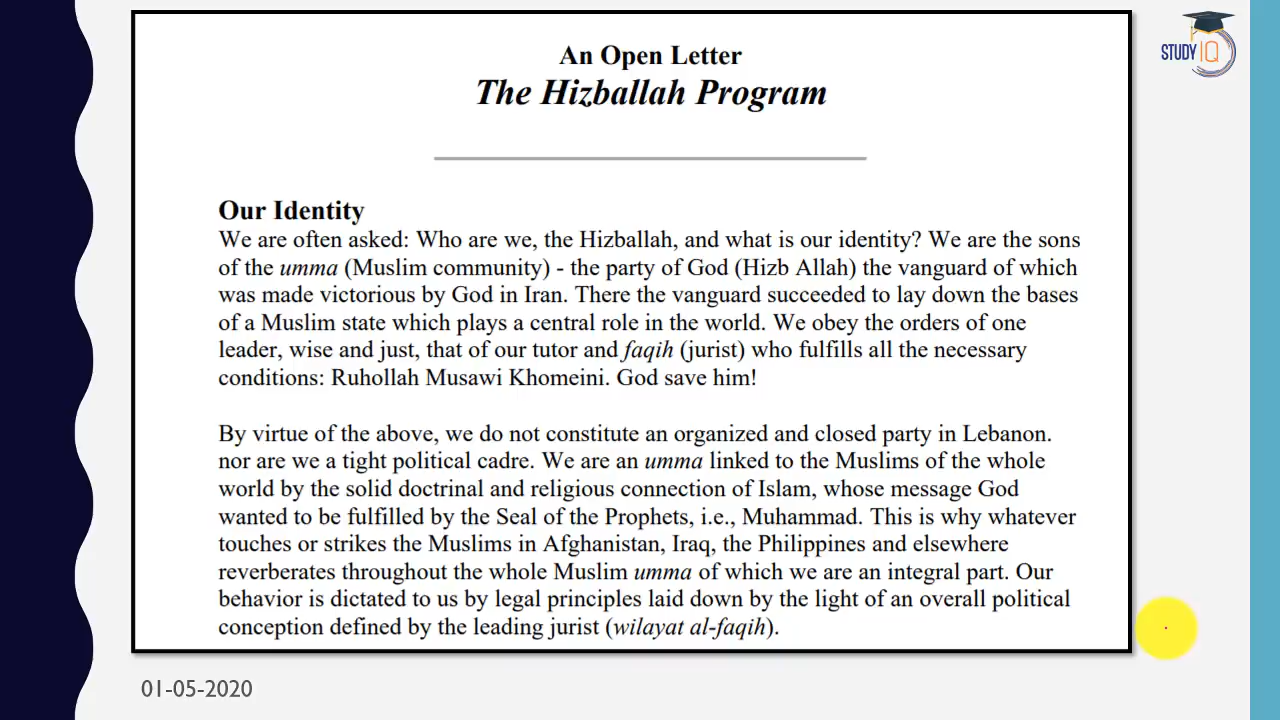 An Open Letter
The Hizballah Program
STUDY IQ
Our Identity
We are often asked: Who are we, the Hizballah, and what is our identity? We are the sons
of the umma (Muslim community) - the party of God (Hizb Allah) the vanguard of which
was made victorious by God in Iran. There the vanguard succeeded to lay down the bases
of a Muslim state which plays a central role in the world. We obey the orders of one
leader, wise and just, that of our tutor and faqih (jurist) who fulfills all the necessary
conditions: Ruhollah Musawi Khomeini. God save him!
By virtue of the above, we do not constitute an organized and closed party in Lebanon.
nor are we a tight political cadre. We are an umma linked to the Muslims of the whole
world by the solid doctrinal and religious connection of Islam, whose message God
wanted to be fulfilled by the Seal of the Prophets, i.e., Muhammad. This is why whatever
touches or strikes the Muslims in Afghanistan, Iraq, the Philippines and elsewhere
reverberates throughout the whole Muslim umma of which we are an integral part. Our
behavior is dictated to us by legal principles laid down by the light of an overall political
conception defined by the leading jurist (wilayat al-faqih).
01-05-2020